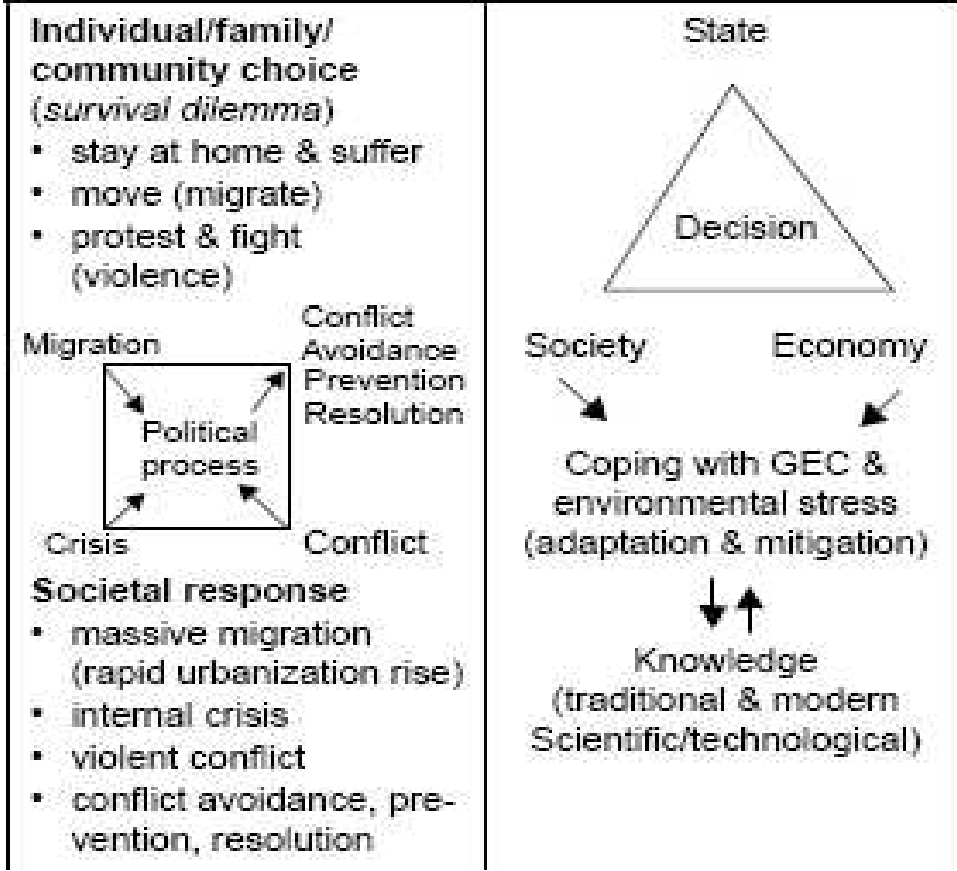 Individual/family/
community choice
(survival dilemma)
• stay at home & suffer
• move (migrate)
• protest & fight
(violence)
Migration
Conflict
Avoidance
Prevention
Resolution
Political
process
Crisis
Conflict
Societal response
• massive migration
(rapid urbanization rise)
• internal crisis
• violent conflict
• conflict avoidance, pre-
vention, resolution
State
Decision
Society
Economy
Coping with GEC &
environmental stress
(adaptation & mitigation)
Knowledge
(traditional & modern
Scientific/technological)